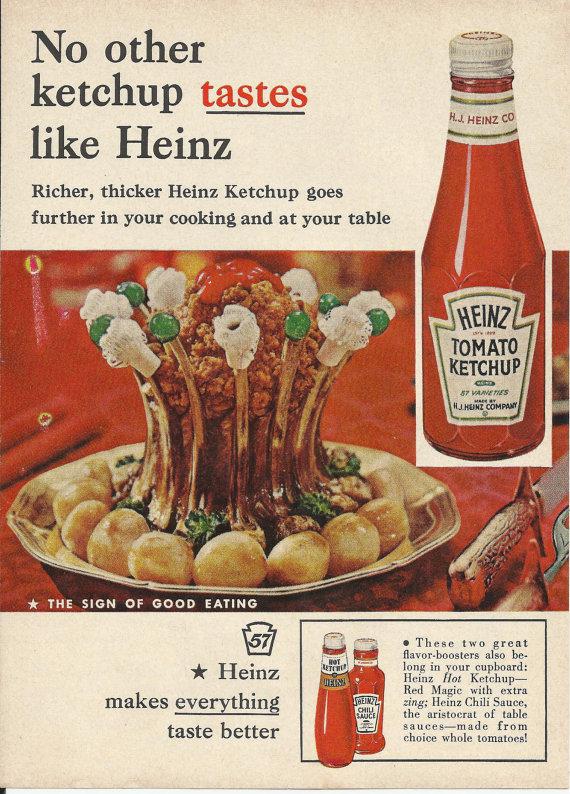 No other
ketchup tastes
like Heinz
Richer, thicker Heinz Ketchup goes
further in your cooking and at your table
H.J. HEINZ CO
HEINZ
TOMATO
KETCHUP
57 VARIETIES
MADE BY
H.J. HEINZ COMPANY
★ THE SIGN OF GOOD EATING
57
★ Heinz
makes everything
taste better
HOT
KETCHUP
HEINZ
HEINZ
CHILI
SAUCE
• These two great
flavor-boosters also be-
long in your cupboard:
Heinz Hot Ketchup—
Red Magic with extra
zing; Heinz Chili Sauce,
the aristocrat of table
sauces—made from
choice whole tomatoes!